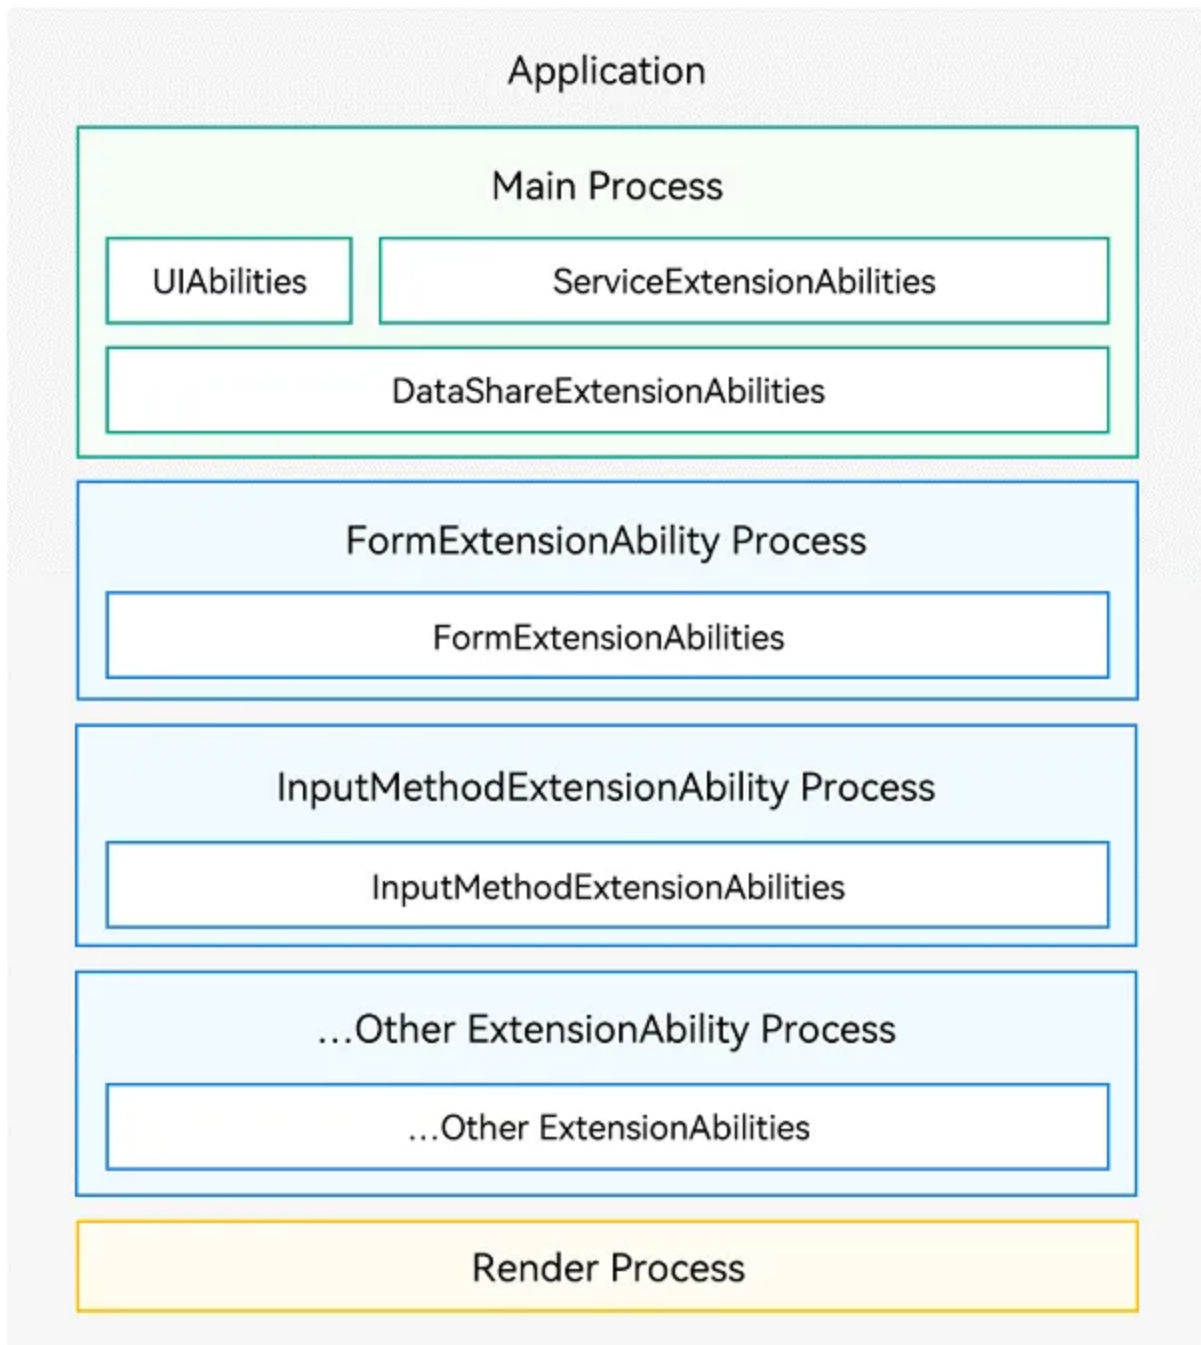 Application
Main Process
UIAbilities
ServiceExtensionAbilities
DataShareExtensionAbilities
FormExtensionAbility Process
FormExtensionAbilities
InputMethodExtensionAbility Process
InputMethodExtensionAbilities
...Other ExtensionAbility Process
...Other ExtensionAbilities
Render Process